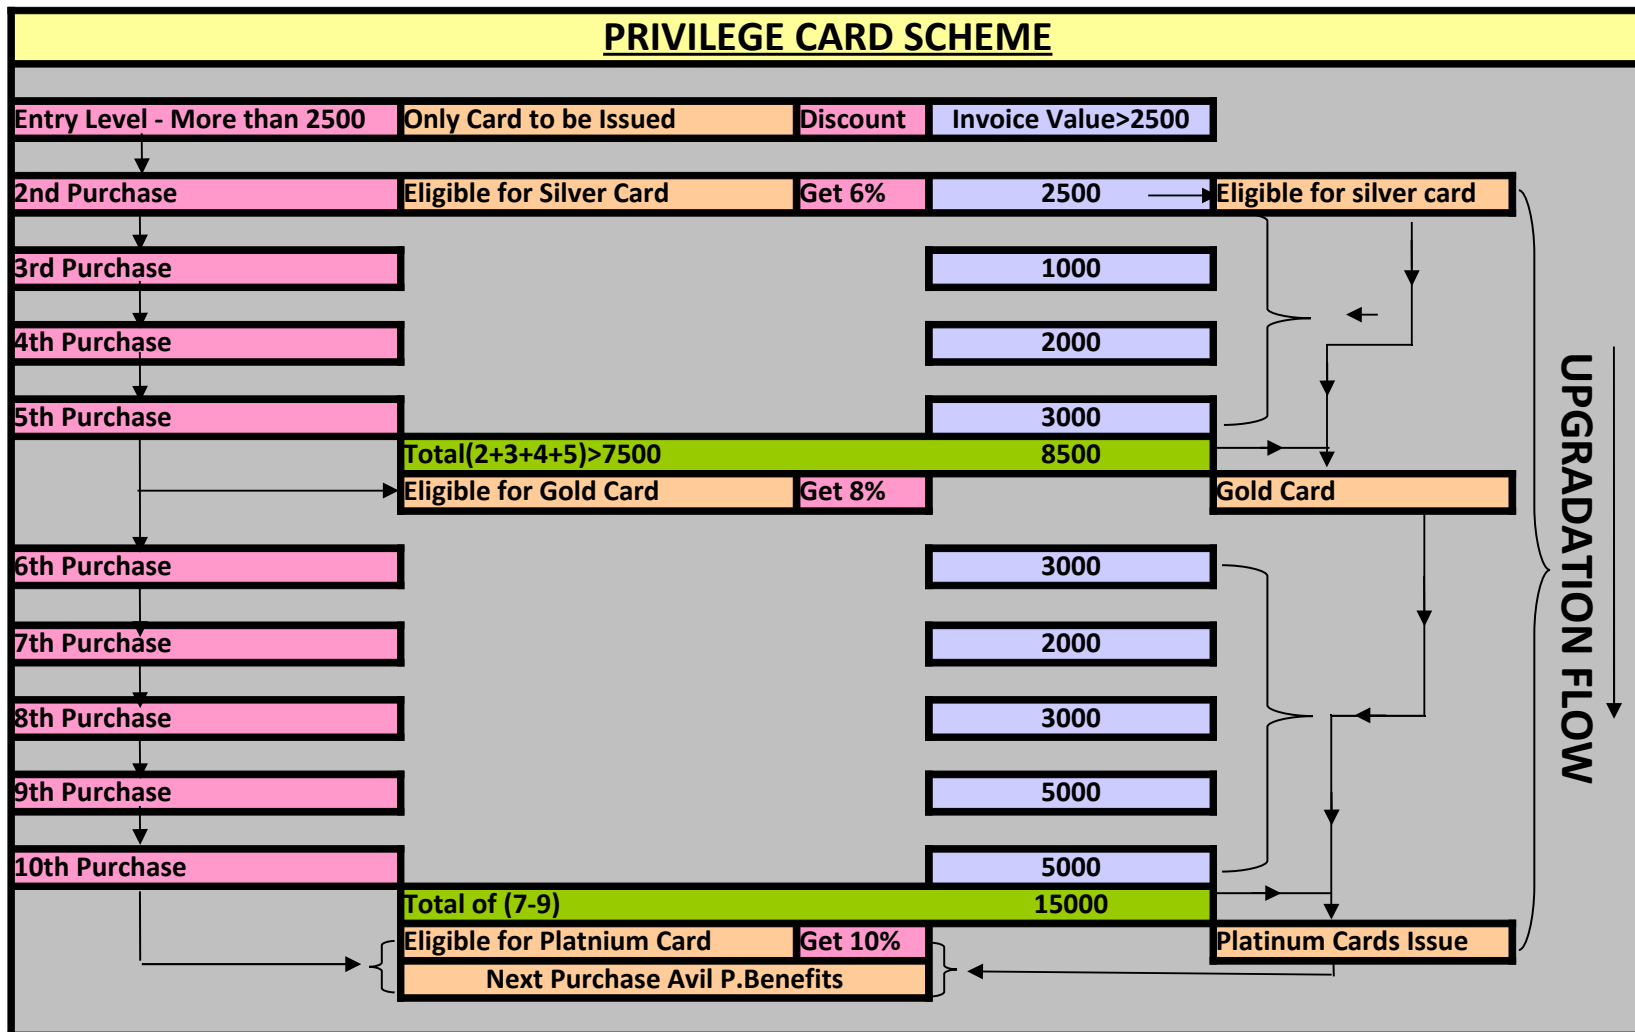 PRIVILEGE CARD SCHEME
Entry Level - More than 2500 Only Card to be Issued Discount Invoice Value>2500
2nd Purchase Eligible for Silver Card Get 6% 2500 Eligible for silver card
3rd Purchase 1000
4th Purchase 2000
5th Purchase 3000
Total(2+3+4+5)>7500 8500
Eligible for Gold Card Get 8% Gold Card
6th Purchase 3000
7th Purchase 2000
8th Purchase 3000
9th Purchase 5000
10th Purchase 5000
Total of (7-9) 15000
Eligible for Platnium Card Get 10% Platinum Cards Issue
Next Purchase Avil P.Benefits
UPGRADATION FLOW